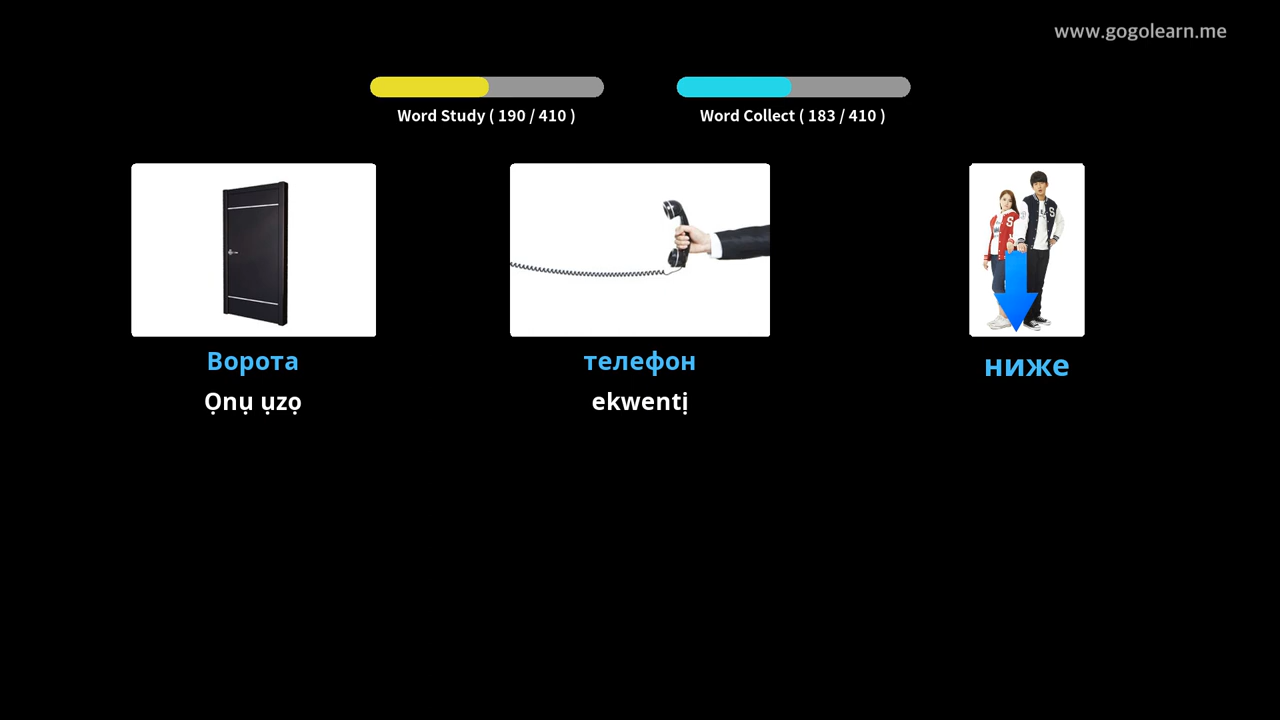 www.gogolearn.me
Word Study ( 190 / 410 )
Word Collect ( 183 / 410 )
Ворота
Ọnụ ụzọ
телефон
ekwentị
ниже
S
S